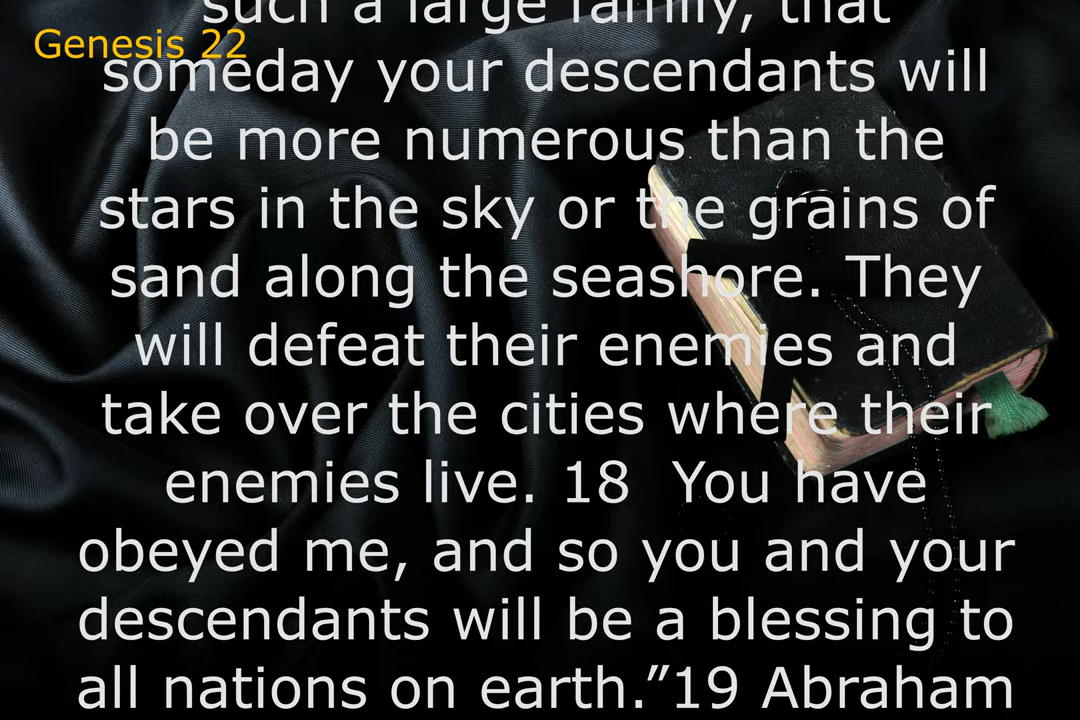 such a large family, that
Genesis 22
someday your descendants will
be more numerous than the
stars in the sky or the grains of
sand along the seashore. They
will defeat their enemies and
take over the cities where their
enemies live. 18  You have
obeyed me, and so you and your
descendants will be a blessing to
all nations on earth.”19 Abraham